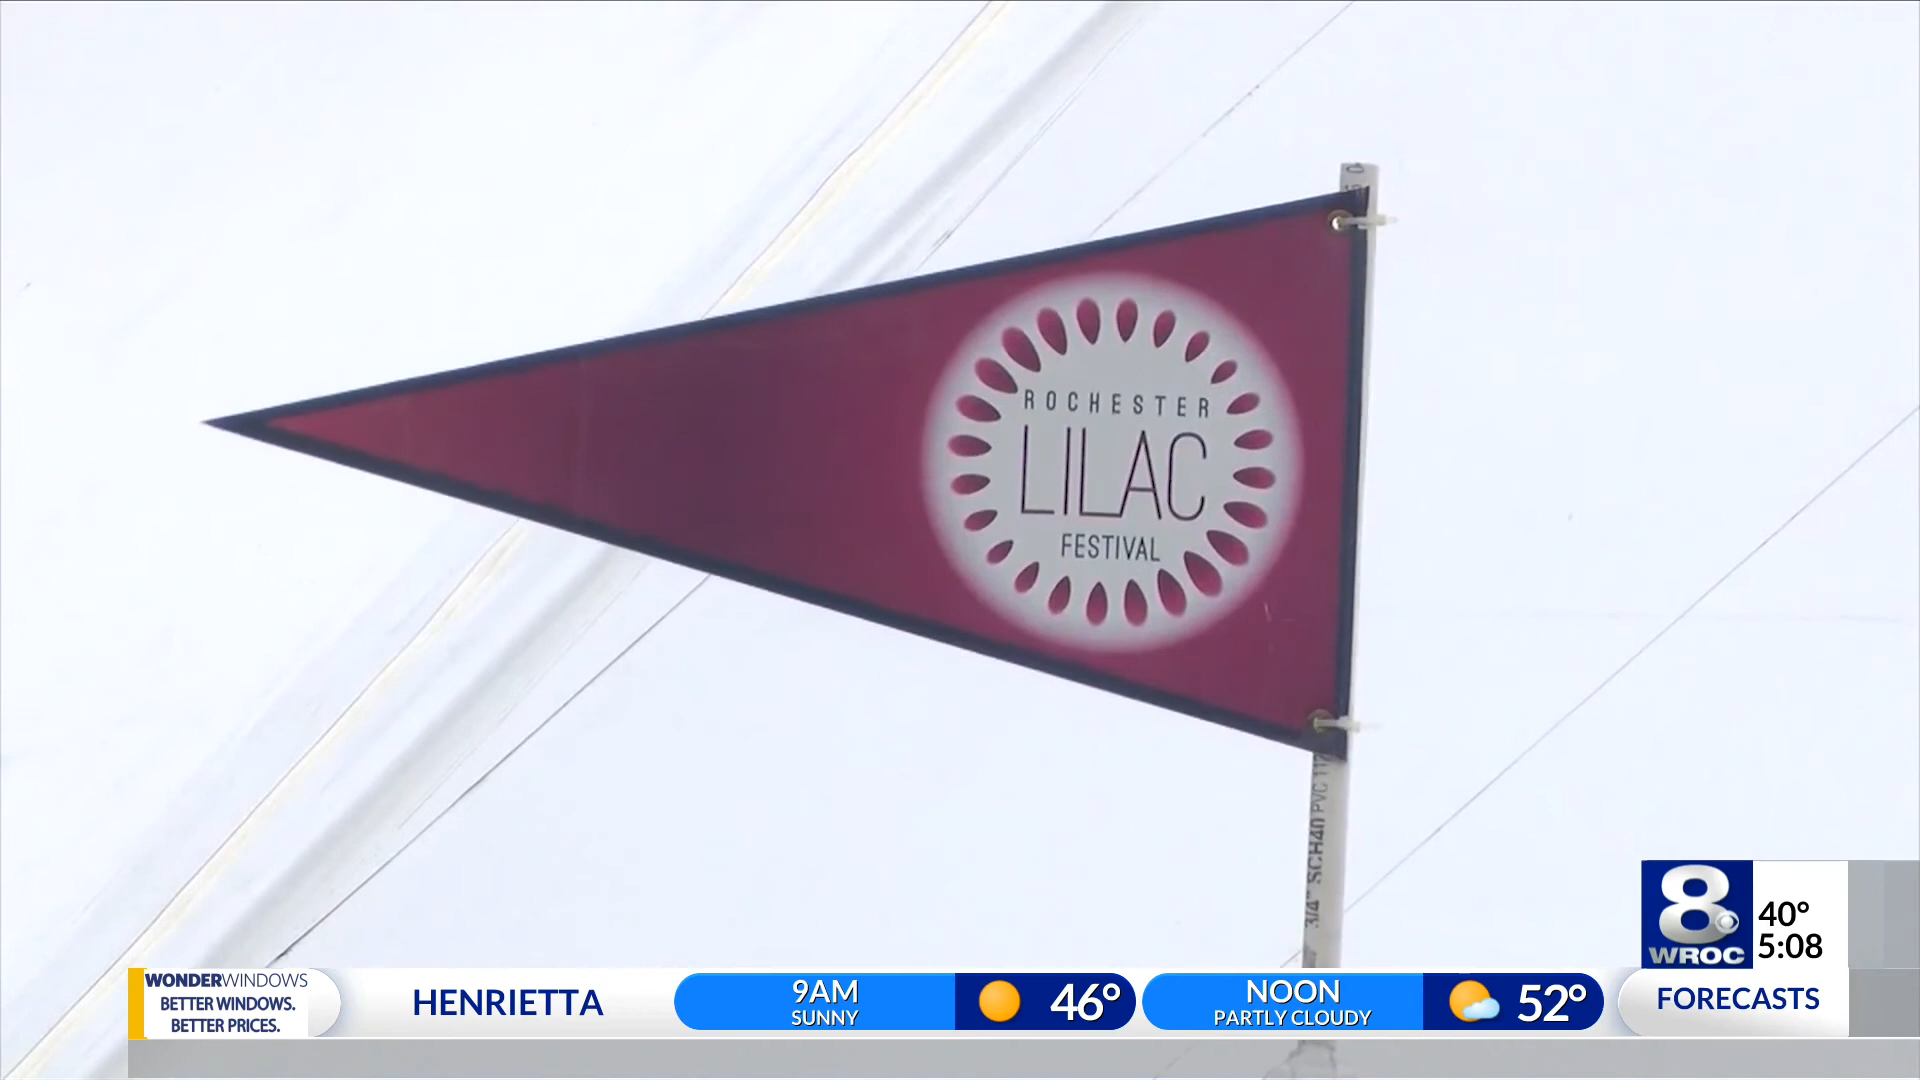 ROCHESTER
LILAC
FESTIVAL
3/4" SCH40 PVC
8
WROC
40°
5:08
WONDERWINDOWS
BETTER WINDOWS.
BETTER PRICES.
HENRIETTA
9AM
SUNNY
46°
NOON
PARTLY CLOUDY
52°
FORECASTS